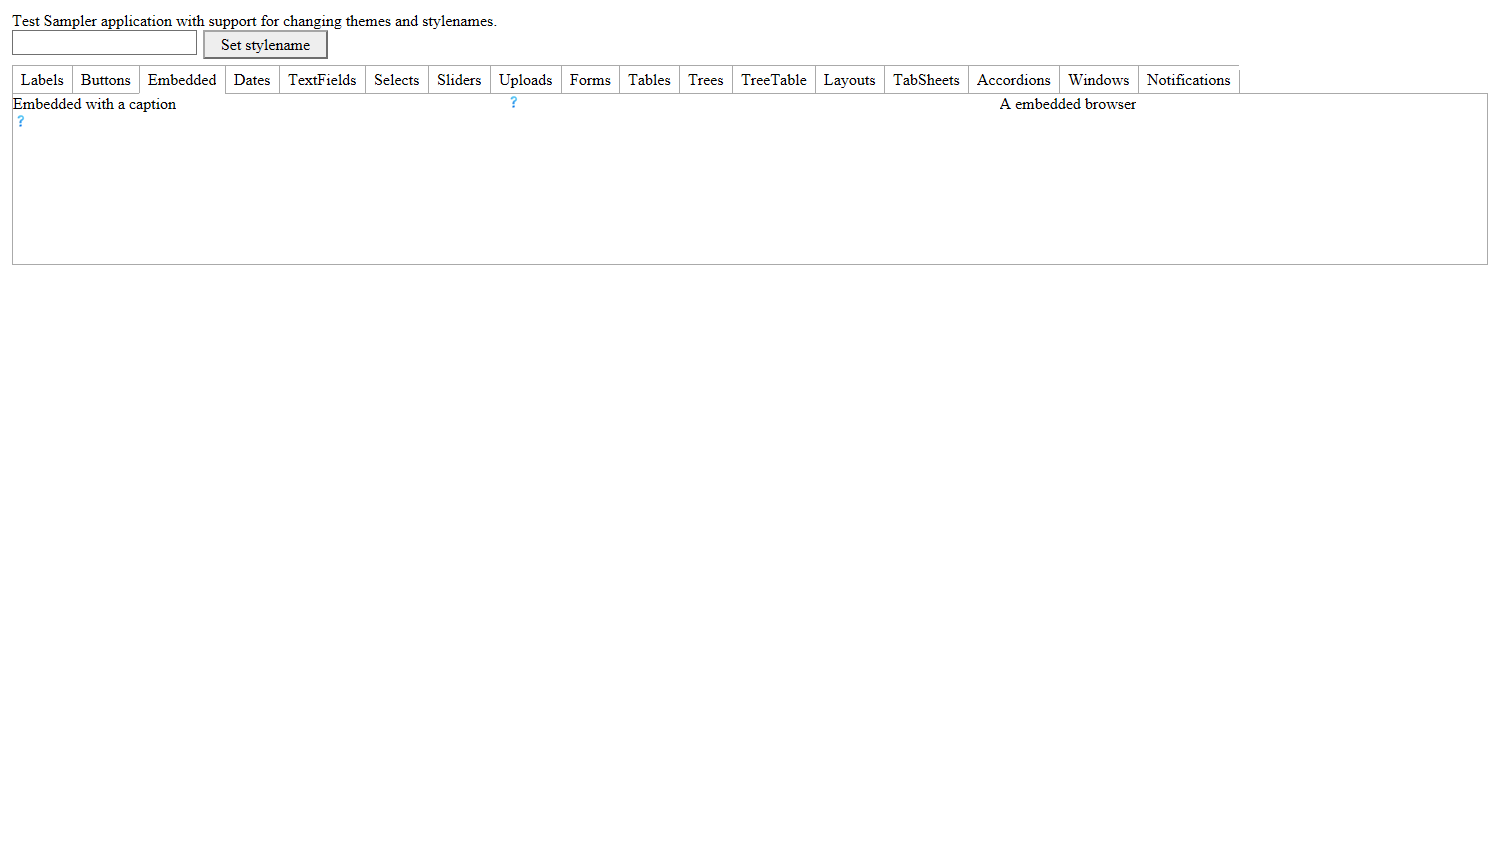 Test Sampler application with support for changing themes and stylenames.
Set stylename
Labels Buttons Embedded Dates TextFields Selects Sliders Uploads Forms Tables Trees TreeTable Layouts TabSheets Accordions Windows Notifications
Embedded with a caption ? A embedded browser
?